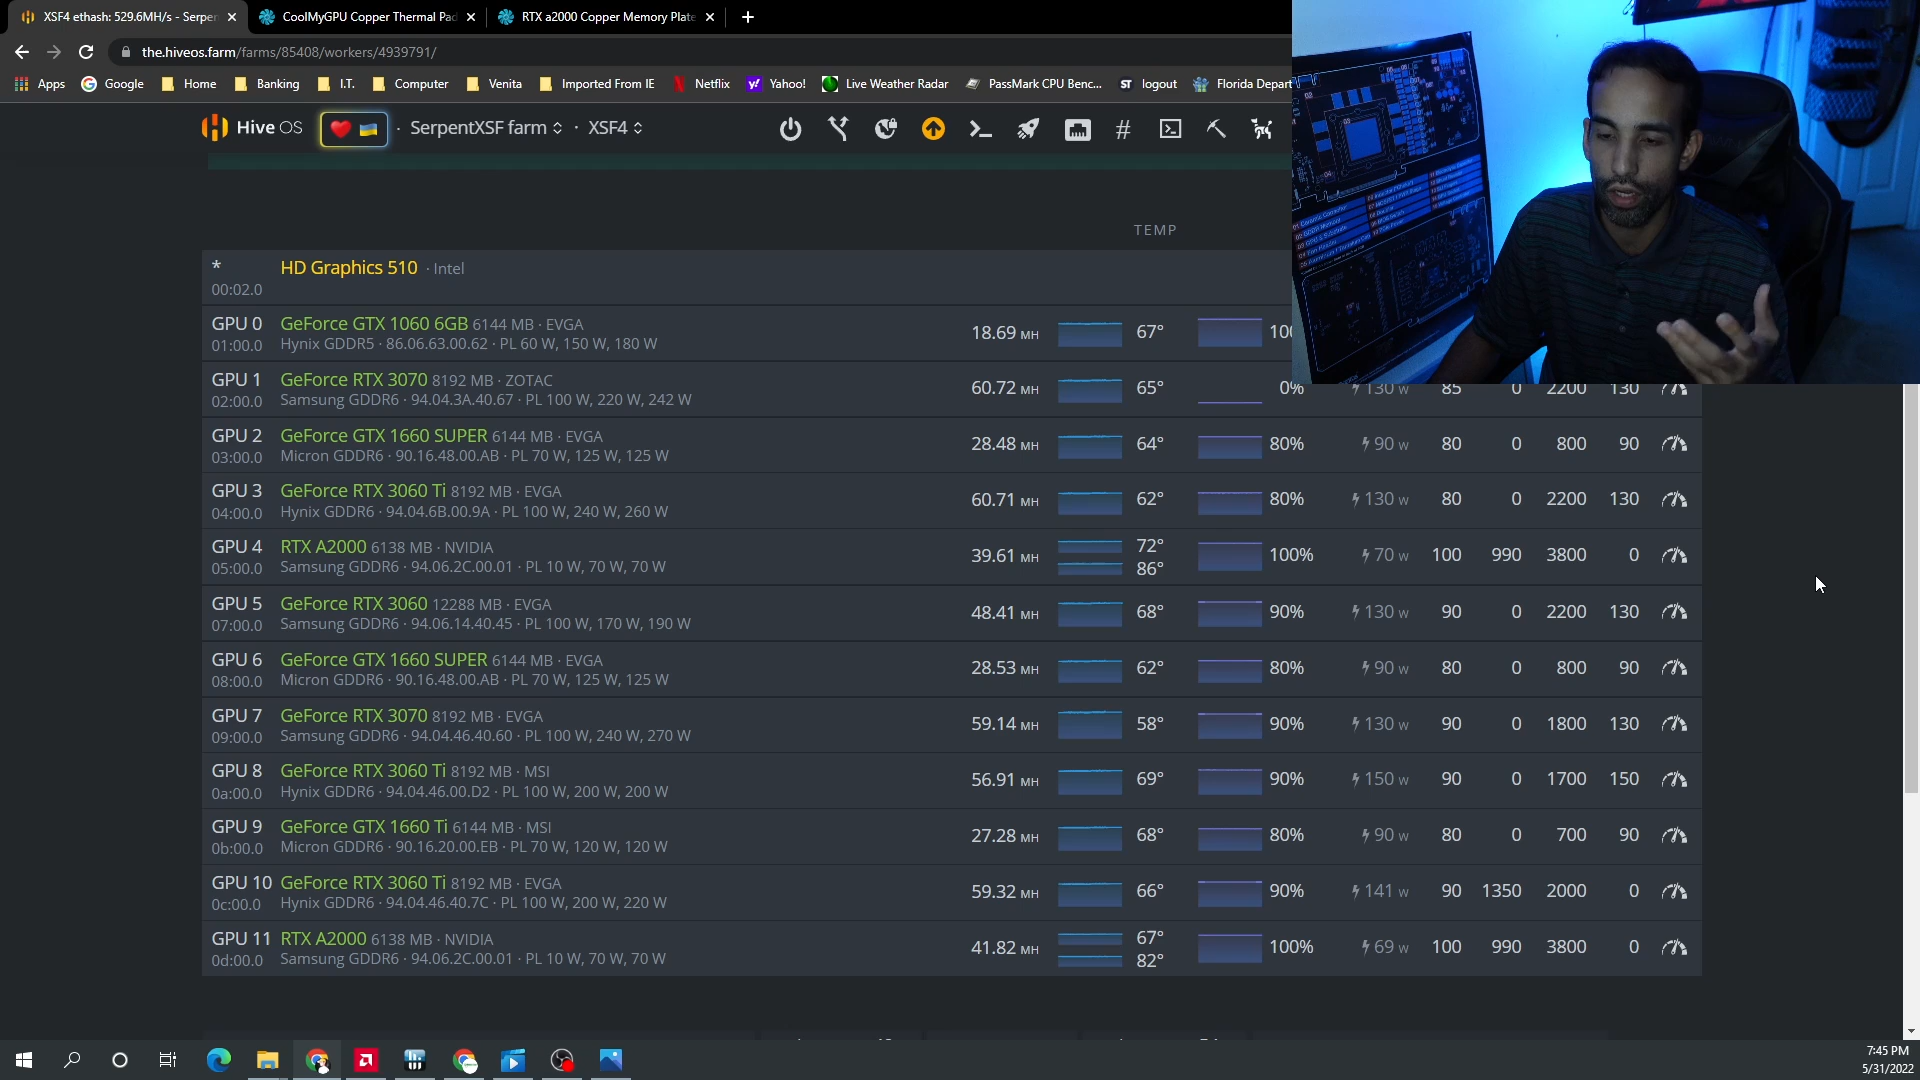 XSF4 ethash: 529.6MH/s - Serpen
CoolMyGPU Copper Thermal Pad
RTX a2000 Copper Memory Plate
the.hiveos.farm/farms/85408/workers/4939791/
Apps Google Home Banking I.T. Computer Venita Imported From IE Netflix Yahoo! Live Weather Radar PassMark CPU Benc... ST logout Florida Depart
Hive OS SerpentXSF farm · XSF4
TEMP
* HD Graphics 510 · Intel
00:02.0
GPU 0 GeForce GTX 1060 6GB 6144 MB · EVGA 18.69 MH 67° 100
01:00.0 Hynix GDDR5 · 86.06.63.00.62 · PL 60 W, 150 W, 180 W
GPU 1 GeForce RTX 3070 8192 MB · ZOTAC 60.72 MH 65° 0% 130 W 85 0 2200 130
02:00.0 Samsung GDDR6 · 94.04.3A.40.67 · PL 100 W, 220 W, 242 W
GPU 2 GeForce GTX 1660 SUPER 6144 MB · EVGA 28.48 MH 64° 80% 90 W 80 0 800 90
03:00.0 Micron GDDR6 · 90.16.48.00.AB · PL 70 W, 125 W, 125 W
GPU 3 GeForce RTX 3060 Ti 8192 MB · EVGA 60.71 MH 62° 80% 130 W 80 0 2200 130
04:00.0 Hynix GDDR6 · 94.04.6B.00.9A · PL 100 W, 240 W, 260 W
GPU 4 RTX A2000 6138 MB · NVIDIA 39.61 MH 72° 100% 70 W 100 990 3800 0
05:00.0 Samsung GDDR6 · 94.06.2C.00.01 · PL 10 W, 70 W, 70 W 86°
GPU 5 GeForce RTX 3060 12288 MB · EVGA 48.41 MH 68° 90% 130 W 90 0 2200 130
07:00.0 Samsung GDDR6 · 94.06.14.40.45 · PL 100 W, 170 W, 190 W
GPU 6 GeForce GTX 1660 SUPER 6144 MB · EVGA 28.53 MH 62° 80% 90 W 80 0 800 90
08:00.0 Micron GDDR6 · 90.16.48.00.AB · PL 70 W, 125 W, 125 W
GPU 7 GeForce RTX 3070 8192 MB · EVGA 59.14 MH 58° 90% 130 W 90 0 1800 130
09:00.0 Samsung GDDR6 · 94.04.46.40.60 · PL 100 W, 240 W, 270 W
GPU 8 GeForce RTX 3060 Ti 8192 MB · MSI 56.91 MH 69° 90% 150 W 90 0 1700 150
0a:00.0 Hynix GDDR6 · 94.04.46.00.D2 · PL 100 W, 200 W, 200 W
GPU 9 GeForce GTX 1660 Ti 6144 MB · MSI 27.28 MH 68° 80% 90 W 80 0 700 90
0b:00.0 Micron GDDR6 · 90.16.20.00.EB · PL 70 W, 120 W, 120 W
GPU 10 GeForce RTX 3060 Ti 8192 MB · EVGA 59.32 MH 66° 90% 141 W 90 1350 2000 0
0c:00.0 Hynix GDDR6 · 94.04.46.40.7C · PL 100 W, 200 W, 220 W
GPU 11 RTX A2000 6138 MB · NVIDIA 41.82 MH 67° 100% 69 W 100 990 3800 0
0d:00.0 Samsung GDDR6 · 94.06.2C.00.01 · PL 10 W, 70 W, 70 W 82°
7:45 PM
5/31/2022